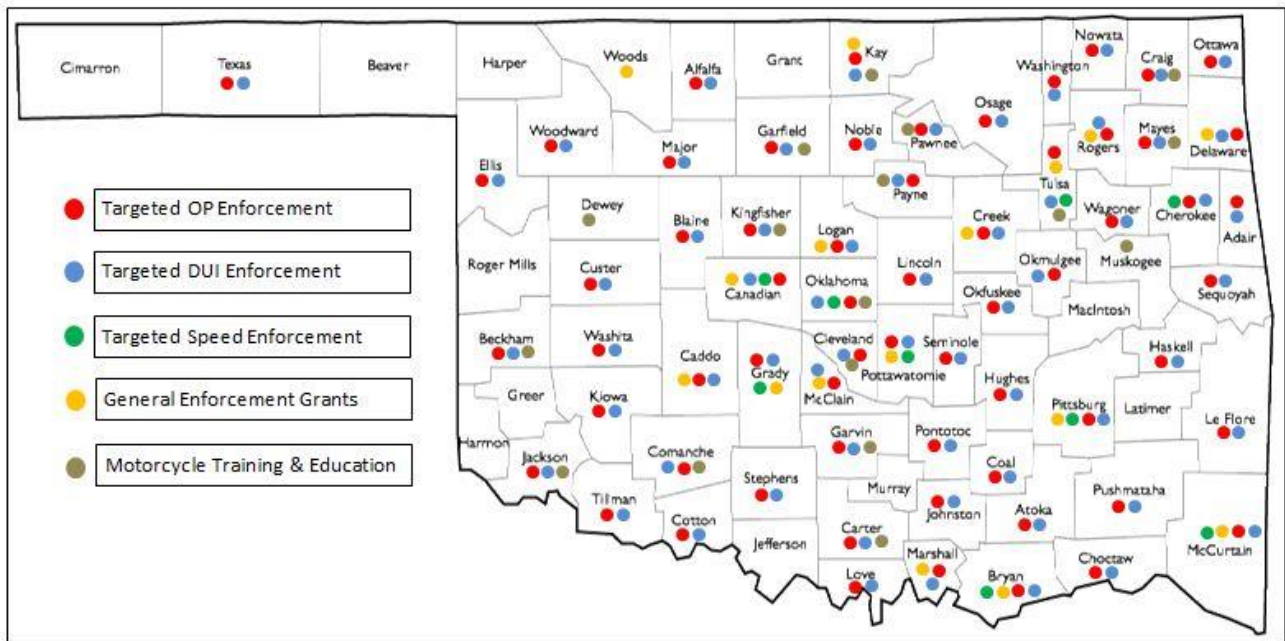 Cimarron
Texas
Beaver
Harper
Woods
Alfalfa
Grant
Kay
Nowata
Craig
Ottawa
Washington
Osage
Woodward
Major
Garfield
Noble
Pawnee
Rogers
Mayes
Delaware
Ellis
Payne
Tulsa
Dewey
Blaine
Kingfisher
Logan
Creek
Wagoner
Cherokee
Adair
Roger Mills
Custer
Canadian
Oklahoma
Lincoln
Okmulgee
Muskogee
Okfuskee
Sequoyah
MacIntosh
Beckham
Washita
Caddo
Grady
Cleveland
Pottawatomie
Seminole
Haskell
McClain
Hughes
Greer
Kiowa
Pittsburg
Latimer
Le Flore
Harmon
Jackson
Comanche
Garvin
Pontotoc
Coal
Stephens
Murray
Pushmataha
Tillman
Johnston
Atoka
Cotton
Jefferson
Carter
Marshall
McCurtain
Love
Bryan
Choctaw
Targeted OP Enforcement
Targeted DUI Enforcement
Targeted Speed Enforcement
General Enforcement Grants
Motorcycle Training & Education